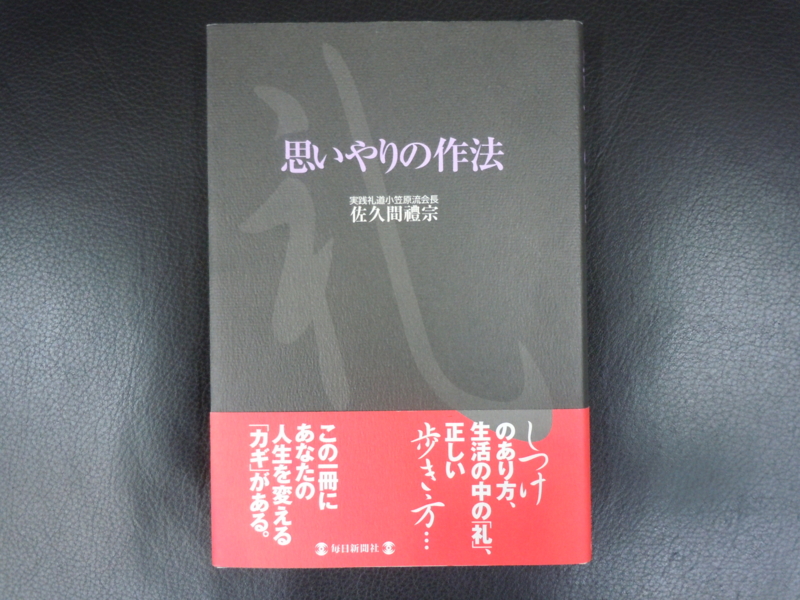 礼
思いやりの作法
実践礼道小笠原流会長
佐久間禮宗
しつけ
のあり方、
生活の中の「礼」、
正しい
歩き方…
この一冊に
あなたの
人生を変える
「カギ」がある。
毎日新聞社